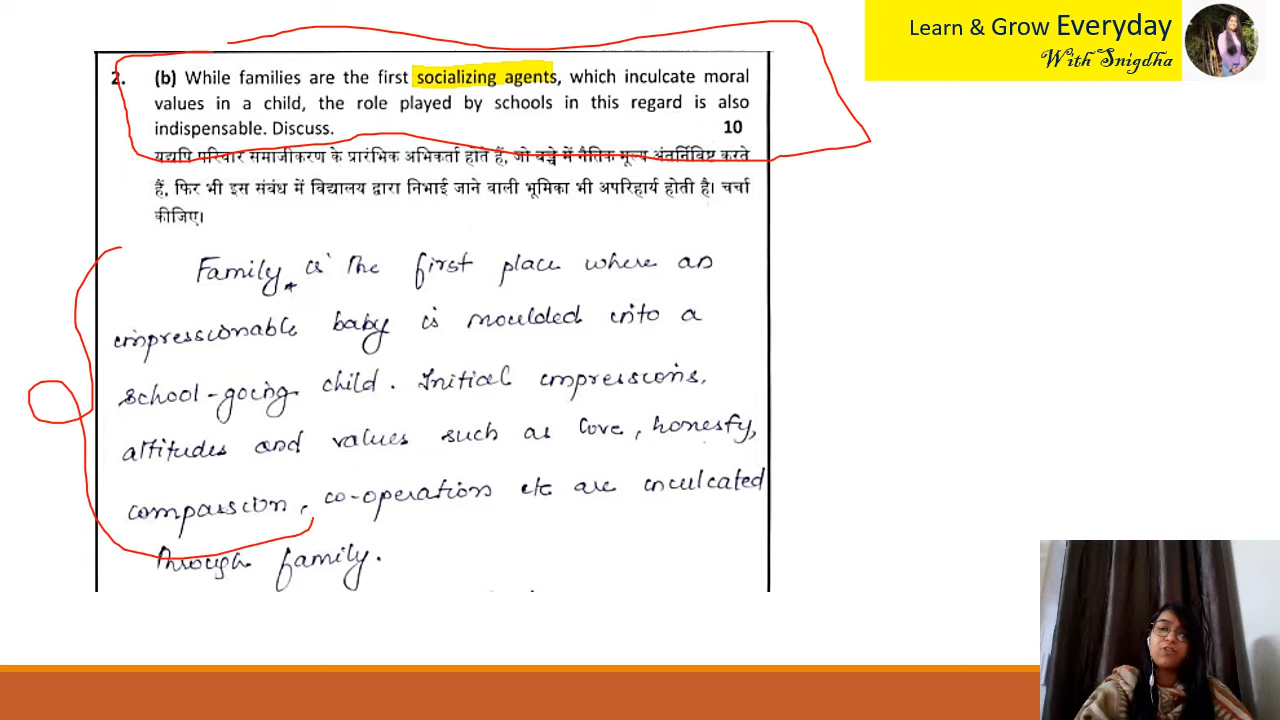 Learn & Grow Everyday
With Snigdha
2. (b) While families are the first socializing agents, which inculcate moral
values in a child, the role played by schools in this regard is also
indispensable. Discuss. 10
यद्यपि परिवार समाजीकरण के प्रारंभिक अभिकर्ता होते हैं, जो बच्चे में नैतिक मूल्य अंतर्निविष्ट करते
हैं, फिर भी इस संबंध में विद्यालय द्वारा निभाई जाने वाली भूमिका भी अपरिहार्य होती है। चर्चा
कीजिए।
Family is the first place where an
impressionable baby is moulded into a
school-going child. Initial impressions,
attitudes and values such as love, honesty,
compassion, co-operation etc are inculcated
through family.